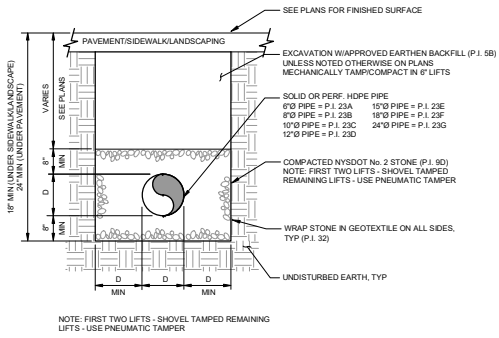 SEE PLANS FOR FINISHED SURFACE
PAVEMENT/SIDEWALK/LANDSCAPING
EXCAVATION W/APPROVED EARTHEN BACKFILL (P.I. 5B)
UNLESS NOTED OTHERWISE ON PLANS
MECHANICALLY TAMP/COMPACT IN 6" LIFTS
18" MIN (UNDER SIDEWALK/LANDSCAPE)
24" MIN (UNDER PAVEMENT)
VARIES
SEE PLANS
SOLID OR PERF. HDPE PIPE
6"Ø PIPE = P.I. 23A 15"Ø PIPE = P.I. 23E
8"Ø PIPE = P.I. 23B 18"Ø PIPE = P.I. 23F
10"Ø PIPE = P.I. 23C 24"Ø PIPE = P.I. 23G
12"Ø PIPE = P.I. 23D
8"
MIN
D
8"
MIN
COMPACTED NYSDOT No. 2 STONE (P.I. 9D)
NOTE: FIRST TWO LIFTS - SHOVEL TAMPED
REMAINING LIFTS - USE PNEUMATIC TAMPER
WRAP STONE IN GEOTEXTILE ON ALL SIDES,
TYP (P.I. 32)
UNDISTURBED EARTH, TYP
D D D
MIN MIN
NOTE: FIRST TWO LIFTS - SHOVEL TAMPED REMAINING
LIFTS - USE PNEUMATIC TAMPER